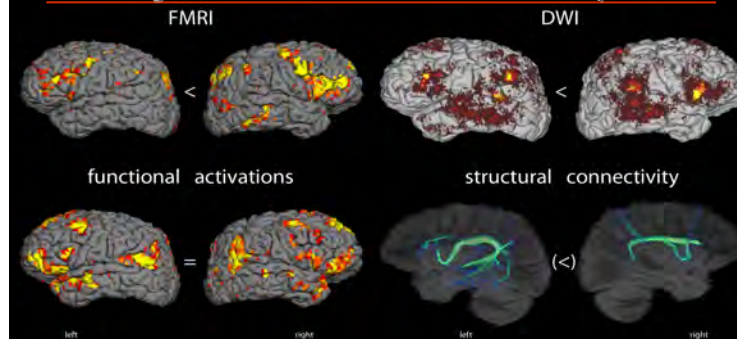 FMRI DWI
< <
functional activations structural connectivity
= (<)
left right left right